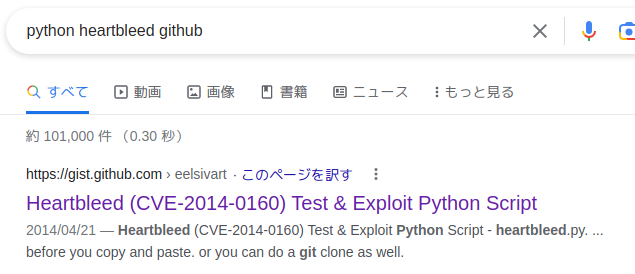 python heartbleed github
すべて 動画 画像 書籍 ニュース もっと見る
約 101,000 件 （0.30 秒）
https://gist.github.com › eelsivart · このページを訳す
Heartbleed (CVE-2014-0160) Test & Exploit Python Script
2014/04/21 — Heartbleed (CVE-2014-0160) Test & Exploit Python Script - heartbleed.py. ...
before you copy and paste. or you can do a git clone as well.